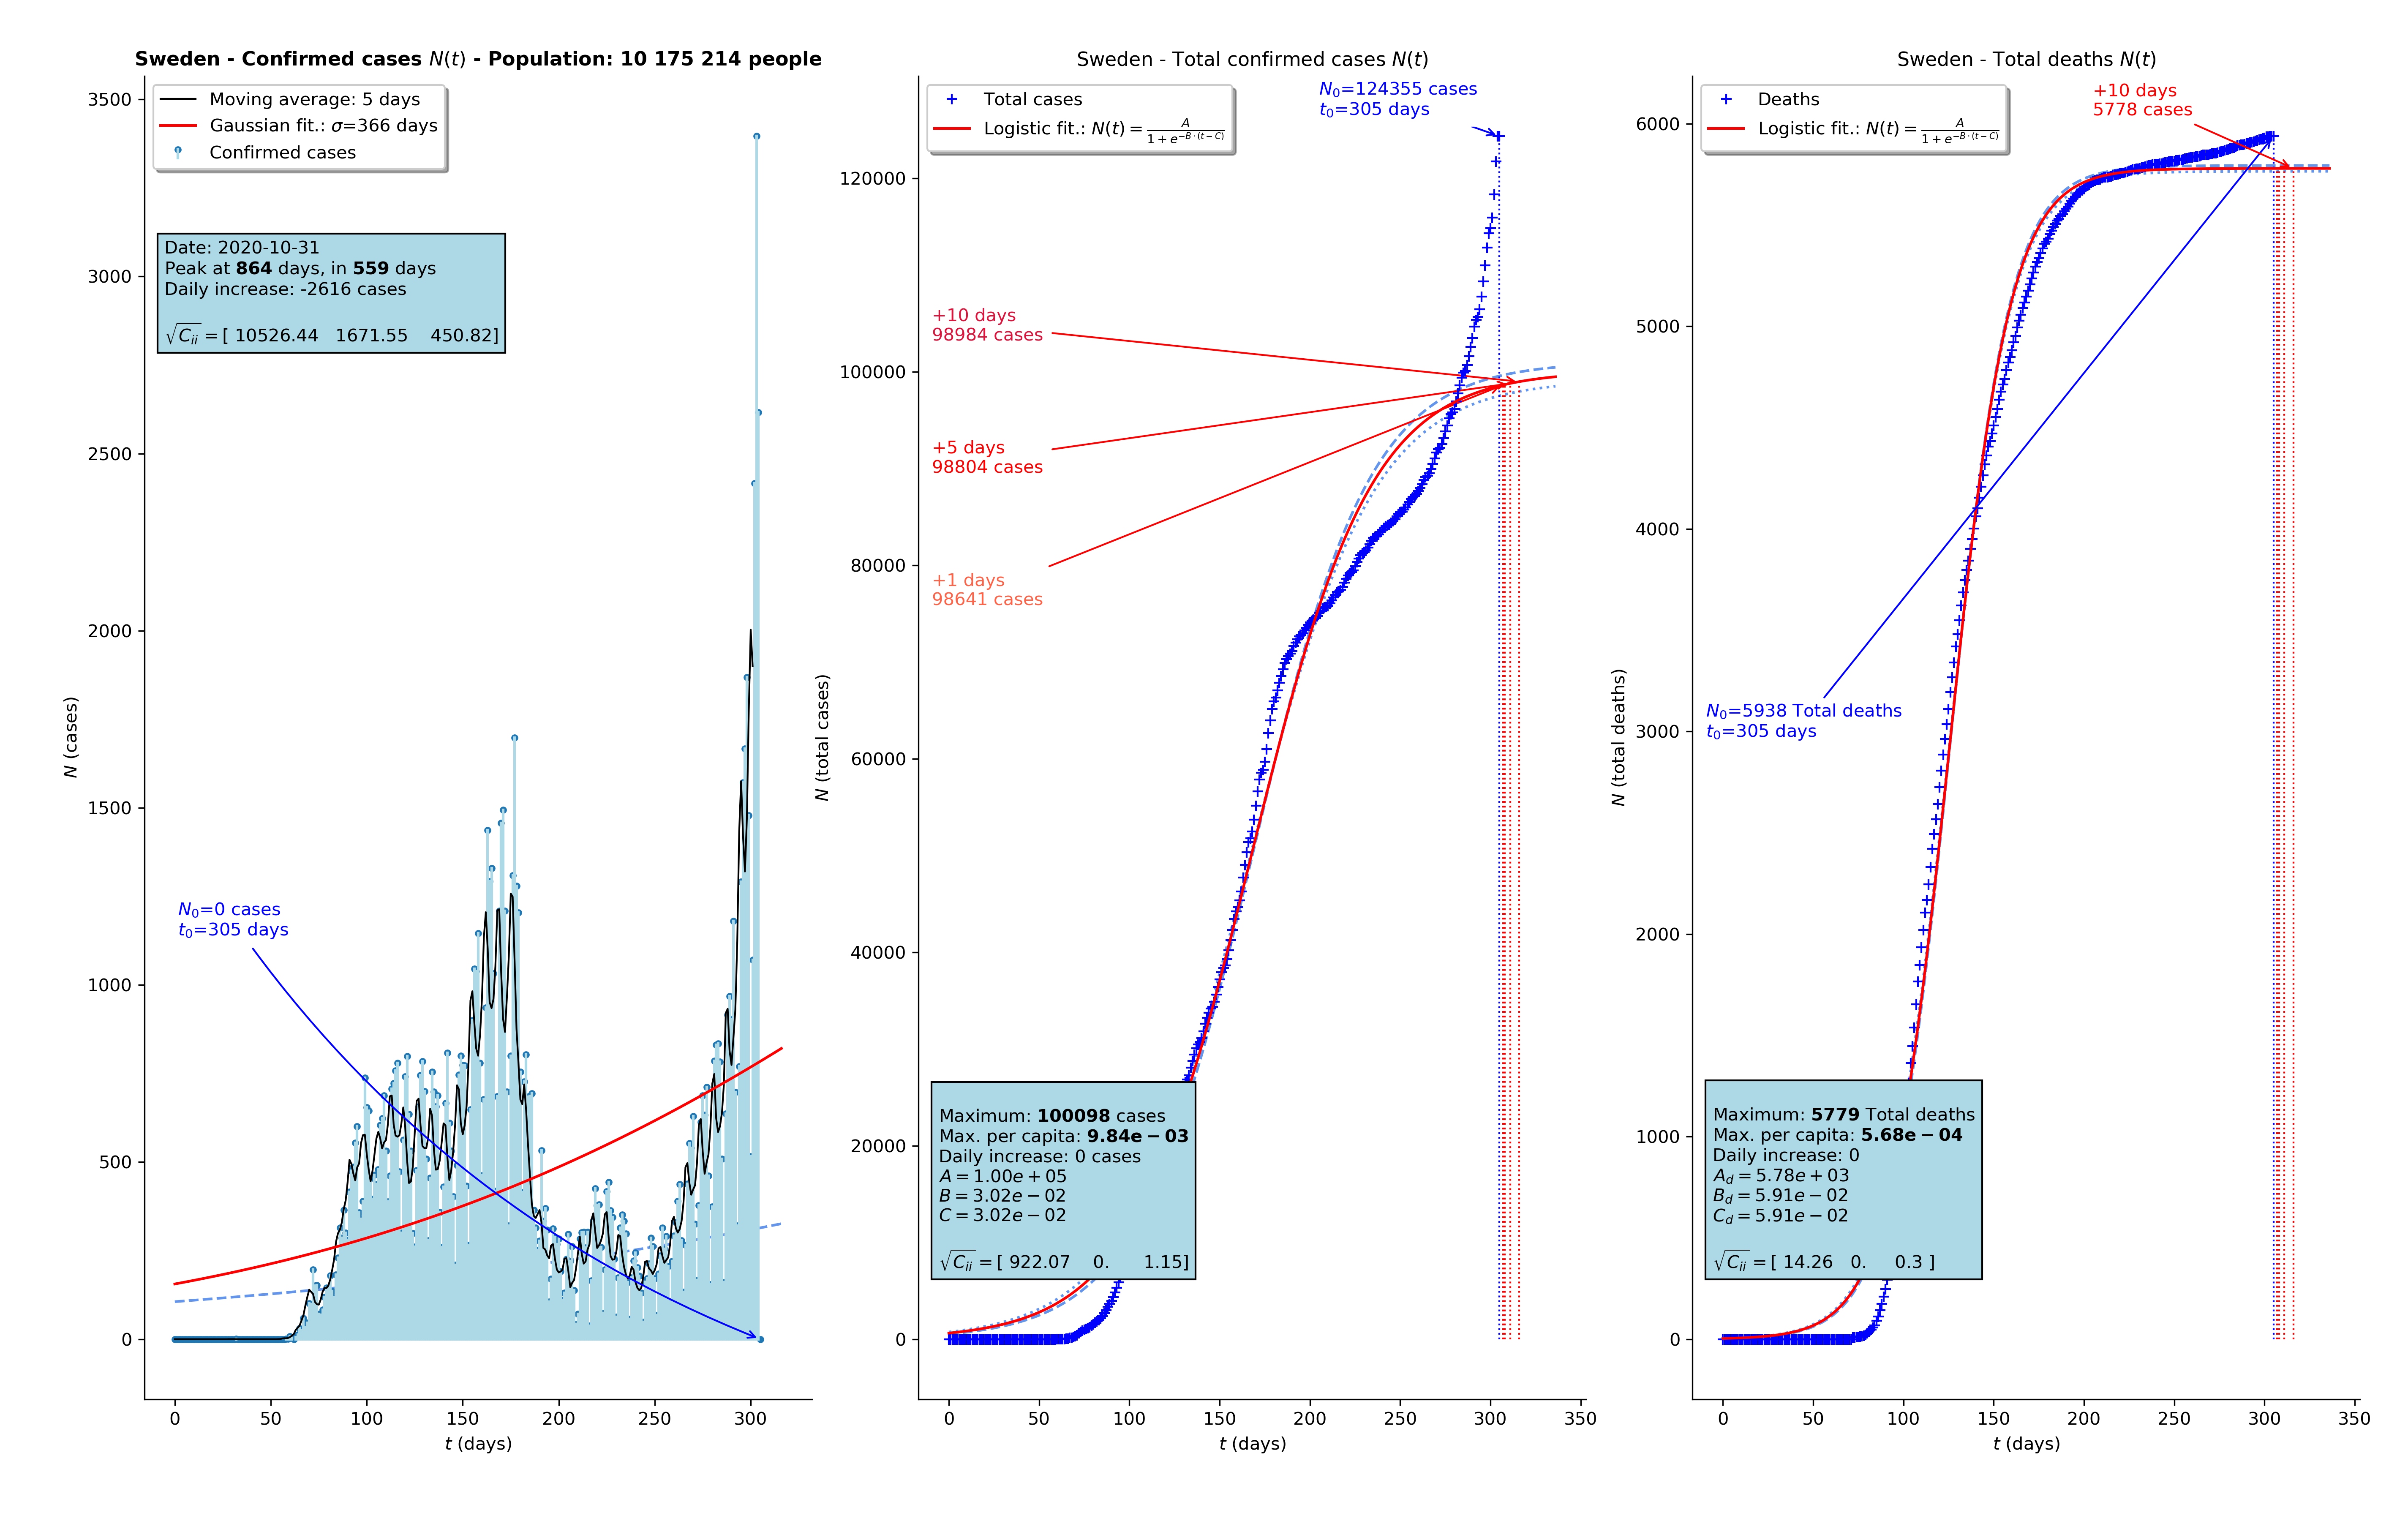 Sweden - Confirmed cases N(t) - Population: 10 175 214 people
Moving average: 5 days
Gaussian fit.: σ=366 days
Confirmed cases
Date: 2020-10-31
Peak at 864 days, in 559 days
Daily increase: -2616 cases
√Cii = [ 10526.44 1671.55 450.82]
N0=0 cases
t0=305 days
3500
3000
2500
2000
1500
1000
500
0
N (cases)
0 50 100 150 200 250 300
t (days)
Sweden - Total confirmed cases N(t)
Total cases
Logistic fit.: N(t) = A / (1 + e^(−B·(t−C)))
N0=124355 cases
t0=305 days
+10 days
98984 cases
+5 days
98804 cases
+1 days
98641 cases
Maximum: 100098 cases
Max. per capita: 9.84e − 03
Daily increase: 0 cases
A = 1.00e + 05
B = 3.02e − 02
C = 3.02e − 02
√Cii = [ 922.07 0. 1.15]
120000
100000
80000
60000
40000
20000
0
N (total cases)
0 50 100 150 200 250 300 350
t (days)
Sweden - Total deaths N(t)
Deaths
Logistic fit.: N(t) = A / (1 + e^(−B·(t−C)))
+10 days
5778 cases
N0=5938 Total deaths
t0=305 days
Maximum: 5779 Total deaths
Max. per capita: 5.68e − 04
Daily increase: 0
Ad = 5.78e + 03
Bd = 5.91e − 02
Cd = 5.91e − 02
√Cii = [ 14.26 0. 0.3 ]
6000
5000
4000
3000
2000
1000
0
N (total deaths)
0 50 100 150 200 250 300 350
t (days)